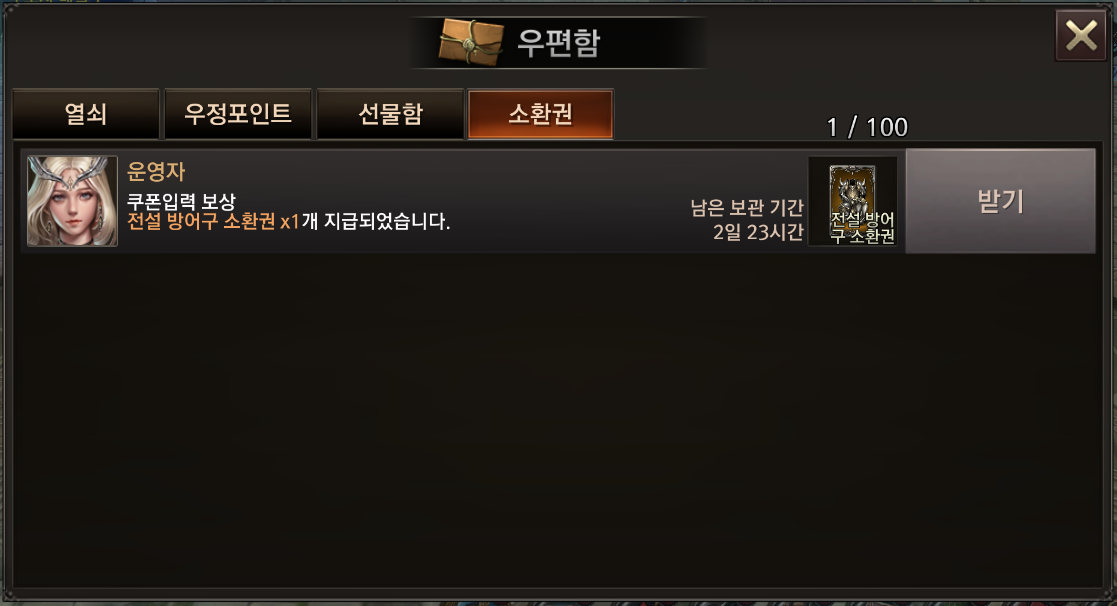 우편함
열쇠
우정포인트
선물함
소환권
1 / 100
운영자
쿠폰입력 보상
전설 방어구 소환권 x1개 지급되었습니다.
남은 보관 기간
2일 23시간
전설 방어
구 소환권
받기